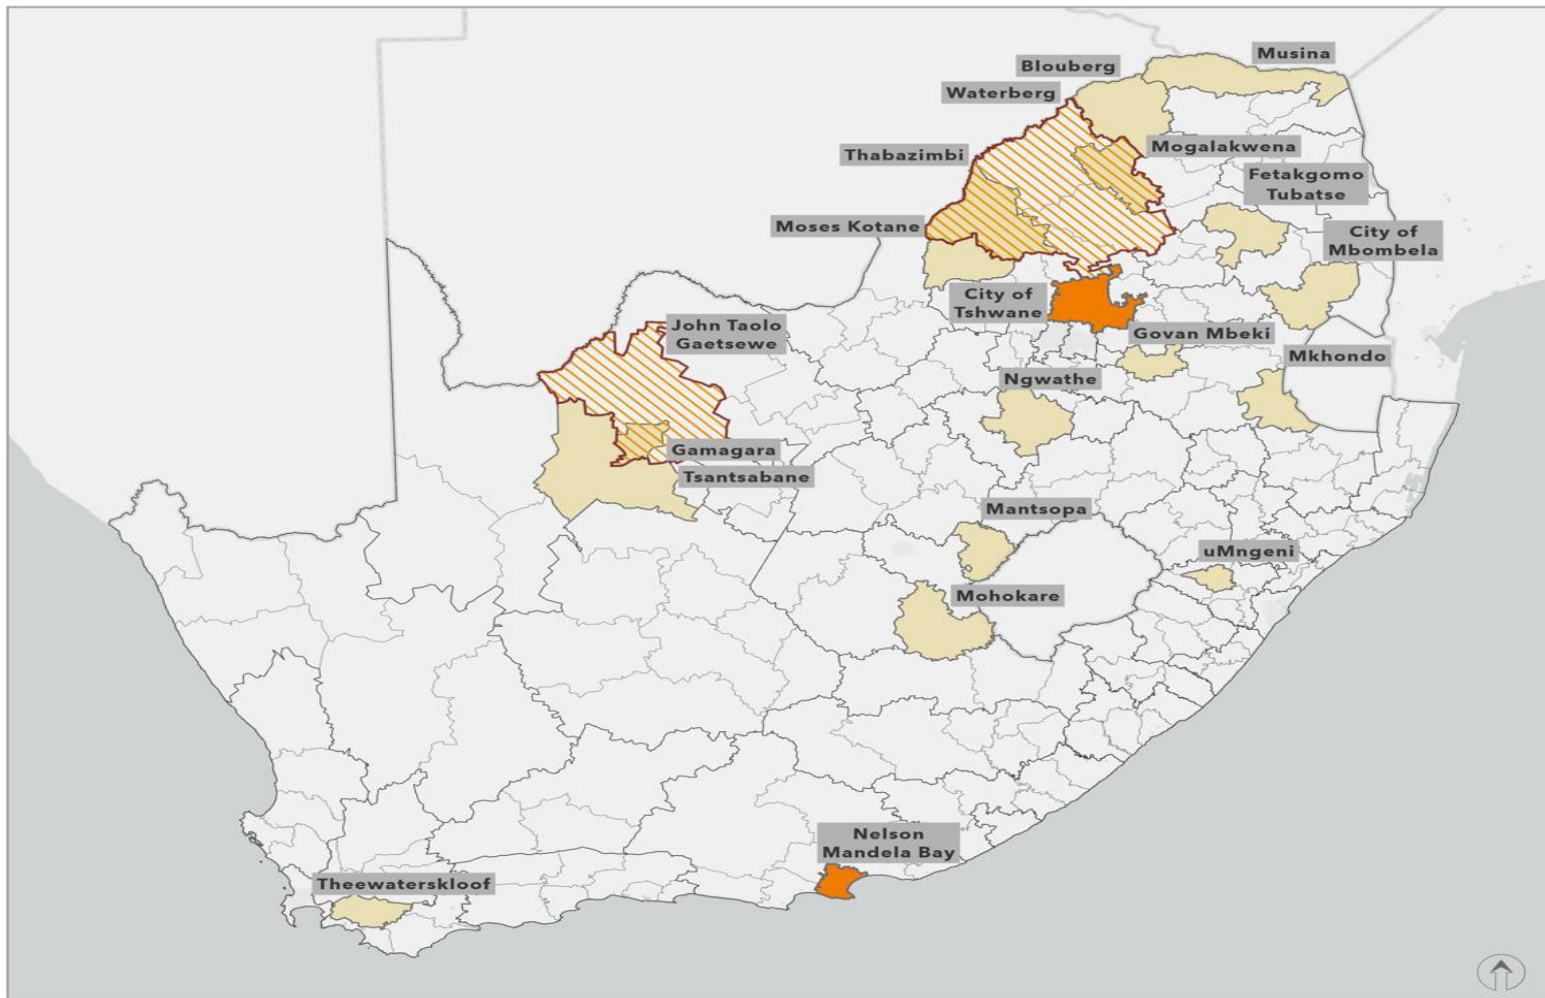 Musina
Blouberg
Waterberg
Mogalakwena
Thabazimbi
Fetakgomo
Tubatse
Moses Kotane
City of
Mbombela
City of
Tshwane
John Taolo
Gaetsewe
Govan Mbeki
Mkhondo
Ngwathe
Gamagara
Tsantsabane
Mantsopa
uMngeni
Mohokare
Nelson
Mandela Bay
Theewaterskloof